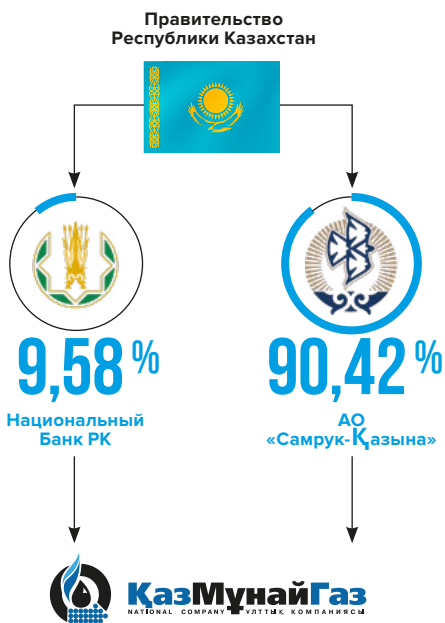 Правительство
Республики Казахстан
9,58 %
Национальный
Банк РК
90,42 %
АО
«Самрук-Қазына»
ҚазМұнайГаз
NATIONAL COMPANY ҰЛТТЫҚ КОМПАНИЯСЫ